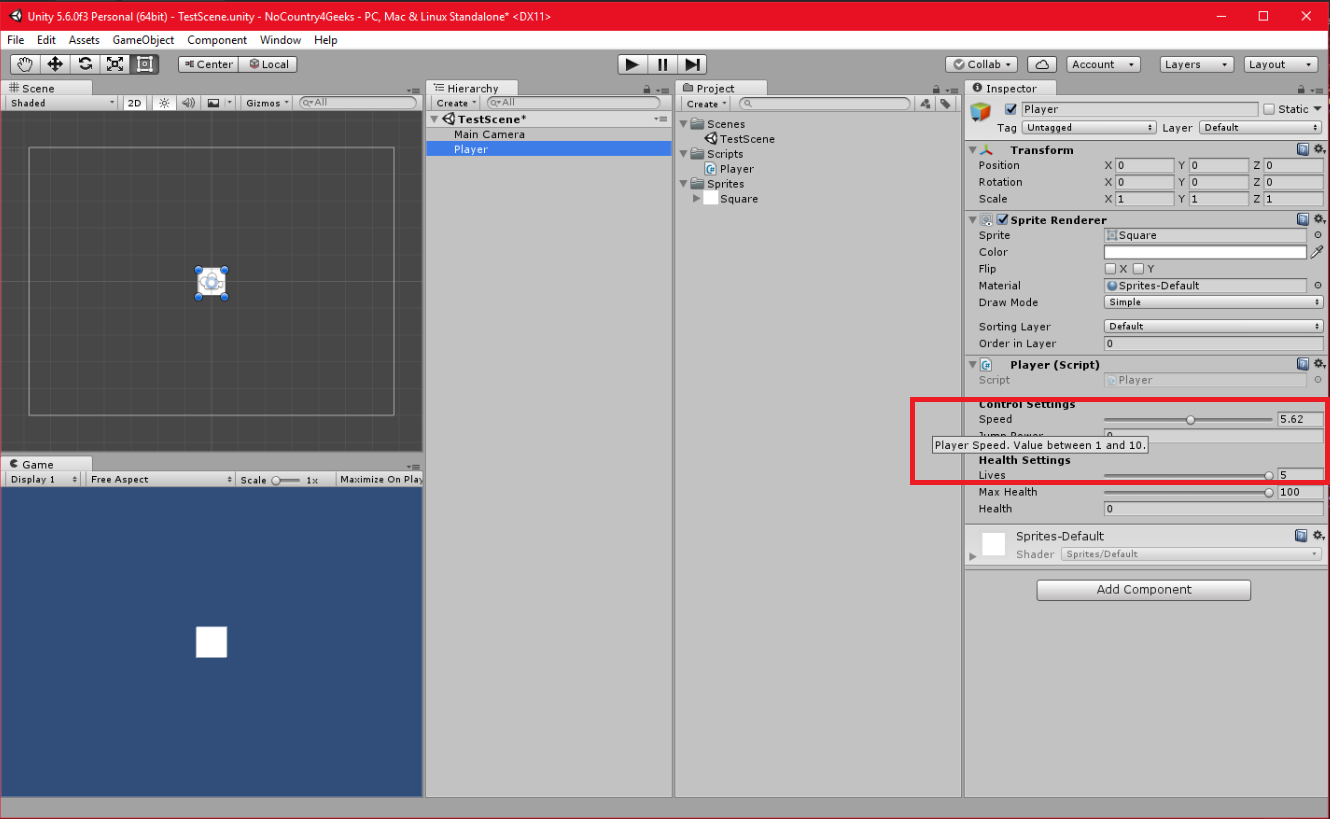 Unity 5.6.0f3 Personal (64bit) - TestScene.unity - NoCountry4Geeks - PC, Mac & Linux Standalone* <DX11>
File Edit Assets GameObject Component Window Help
Center Local
Collab Account Layers Layout
Scene
Shaded 2D Gizmos All
Game
Display 1 Free Aspect Scale 1x Maximize On Play
Hierarchy
Create All
TestScene*
Main Camera
Player
Project
Create
Scenes
TestScene
Scripts
Player
Sprites
Square
Inspector
Player Static
Tag Untagged Layer Default
Transform
Position X 0 Y 0 Z 0
Rotation X 0 Y 0 Z 0
Scale X 1 Y 1 Z 1
Sprite Renderer
Sprite Square
Color
Flip X Y
Material Sprites-Default
Draw Mode Simple
Sorting Layer Default
Order in Layer 0
Player (Script)
Script Player
Control Settings
Speed 5.62
Jump Power 0
Player Speed. Value between 1 and 10.
Health Settings
Lives 5
Max Health 100
Health 0
Sprites-Default
Shader Sprites/Default
Add Component